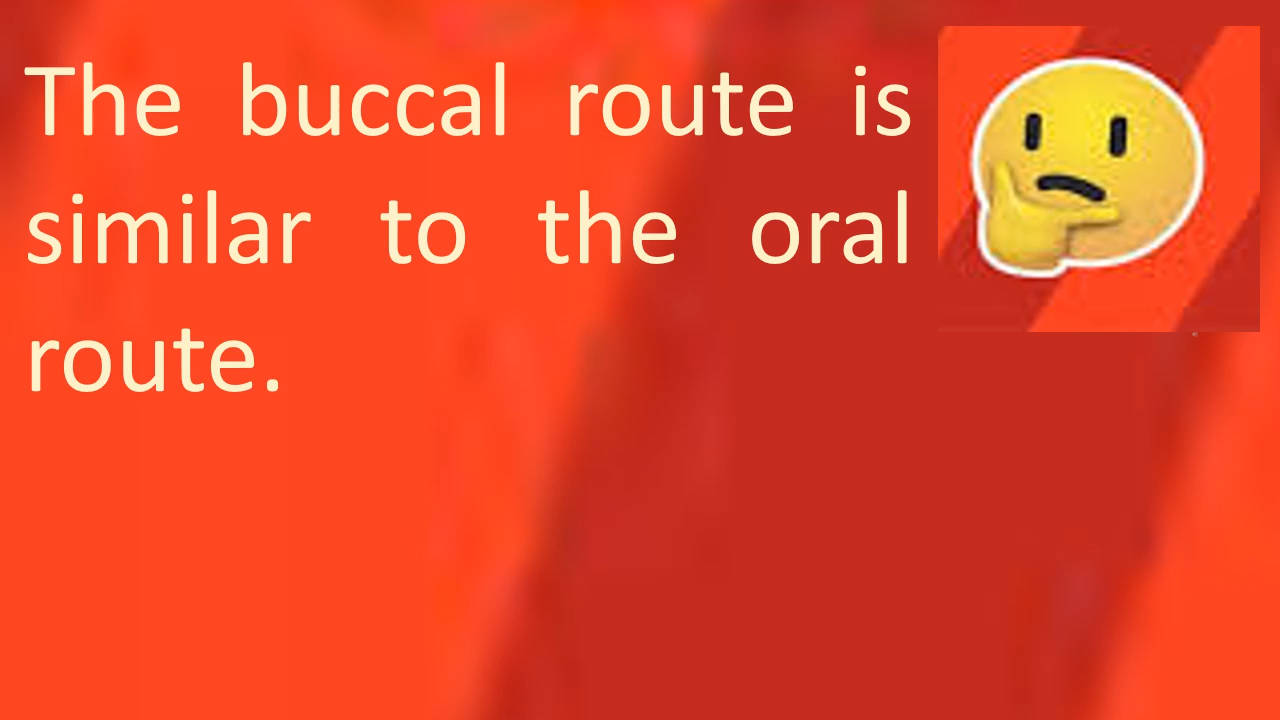 The buccal route is
similar to the oral
route.